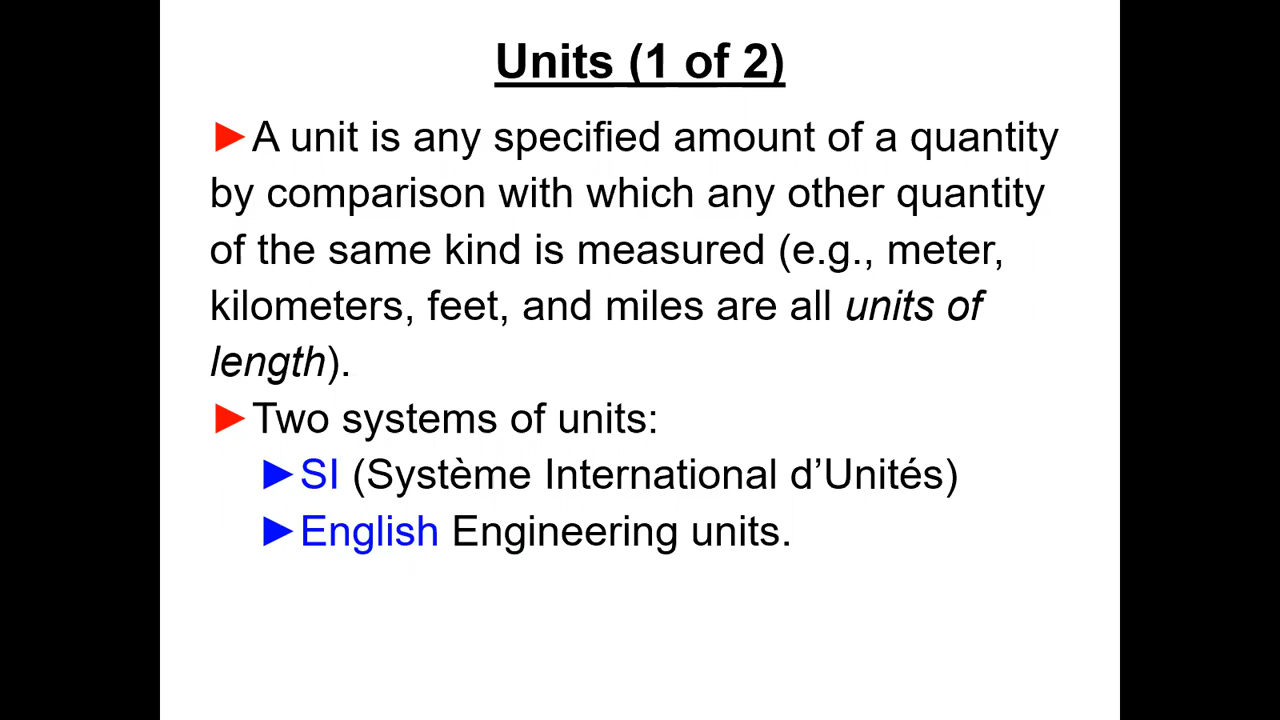 Units (1 of 2)
►A unit is any specified amount of a quantity
by comparison with which any other quantity
of the same kind is measured (e.g., meter,
kilometers, feet, and miles are all units of
length).
►Two systems of units:
►SI (Système International d’Unités)
►English Engineering units.